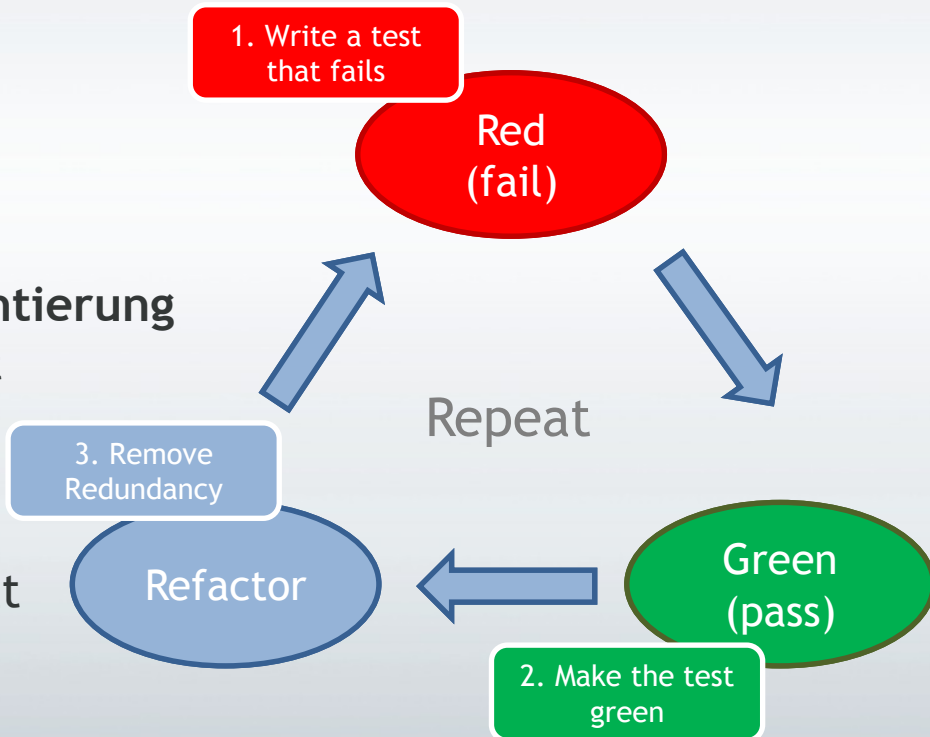 1. Write a test
that fails
Red
(fail)
ntierung
Repeat
3. Remove
Redundancy
Refactor
t
Green
(pass)
2. Make the test
green